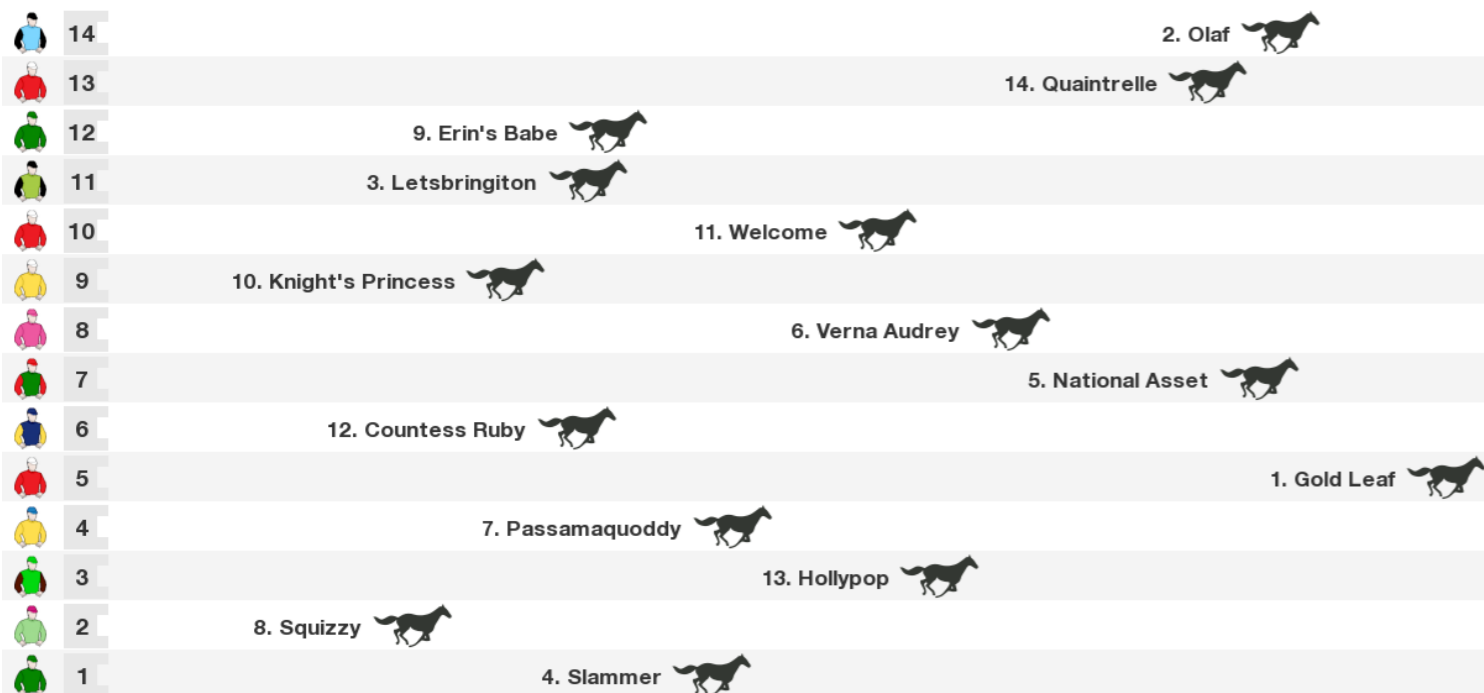 14 2. Olaf
13 14. Quaintrelle
12 9. Erin's Babe
11 3. Letsbringiton
10 11. Welcome
9 10. Knight's Princess
8 6. Verna Audrey
7 5. National Asset
6 12. Countess Ruby
5 1. Gold Leaf
4 7. Passamaquoddy
3 13. Hollypop
2 8. Squizzy
1 4. Slammer